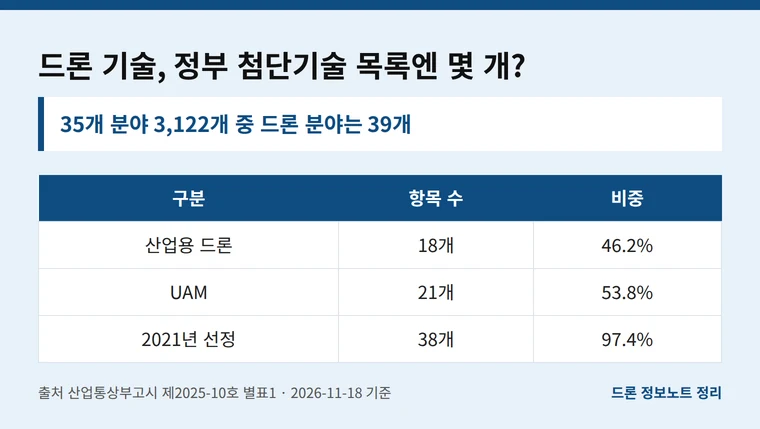 드론 기술, 정부 첨단기술 목록엔 몇 개?
35개 분야 3,122개 중 드론 분야는 39개
구분 항목 수 비중
산업용 드론 18개 46.2%
UAM 21개 53.8%
2021년 선정 38개 97.4%
출처 산업통상부고시 제2025-10호 별표1 · 2026-11-18 기준
드론 정보노트 정리